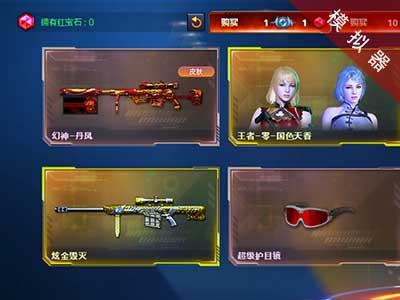 拥有红宝石：0
购买 1 1 购买 10
模拟器
皮肤
幻神-丹凤
王者-零-国色天香
炫金毁灭
超级护目镜